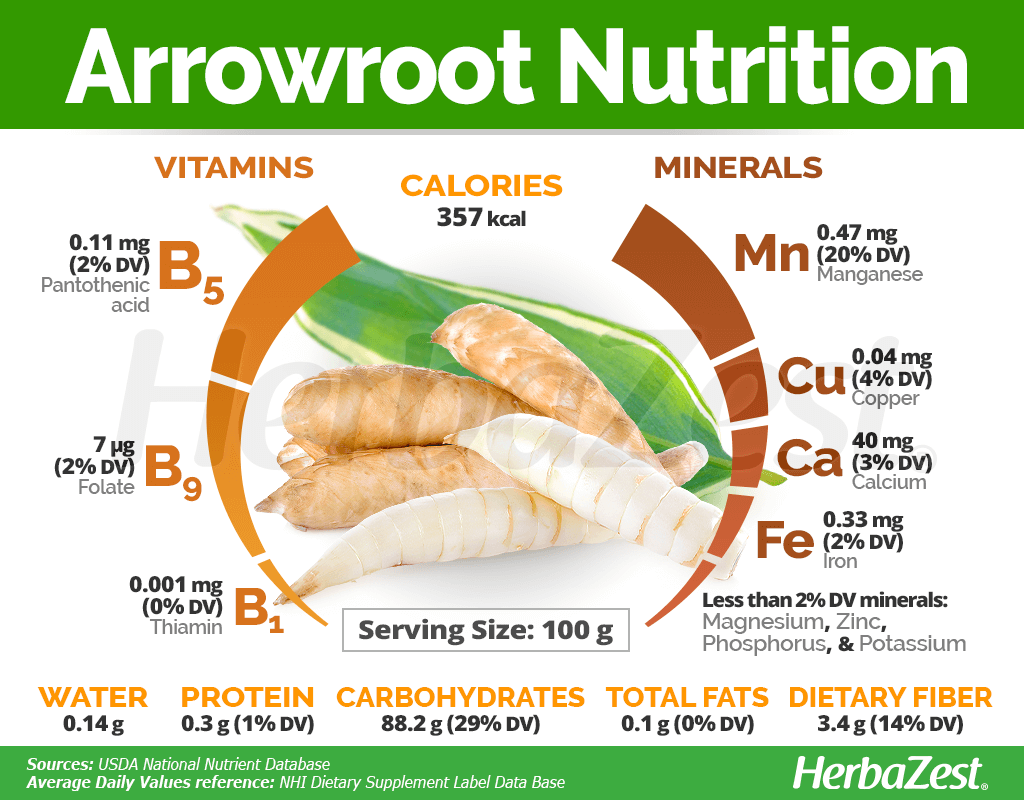 Arrowroot Nutrition
VITAMINS
CALORIES
357 kcal
MINERALS
0.11 mg
(2% DV)
Pantothenic
acid
B5
7 µg
(2% DV)
Folate
B9
0.001 mg
(0% DV)
Thiamin
B1
Mn
0.47 mg
(20% DV)
Manganese
Cu
0.04 mg
(4% DV)
Copper
Ca
40 mg
(3% DV)
Calcium
Fe
0.33 mg
(2% DV)
Iron
Less than 2% DV minerals:
Magnesium, Zinc,
Phosphorus, & Potassium
HerbaZest®
Serving Size: 100 g
WATER
0.14 g
PROTEIN
0.3 g (1% DV)
CARBOHYDRATES
88.2 g (29% DV)
TOTAL FATS
0.1 g (0% DV)
DIETARY FIBER
3.4 g (14% DV)
Sources: USDA National Nutrient Database
Average Daily Values reference: NHI Dietary Supplement Label Data Base
HerbaZest®